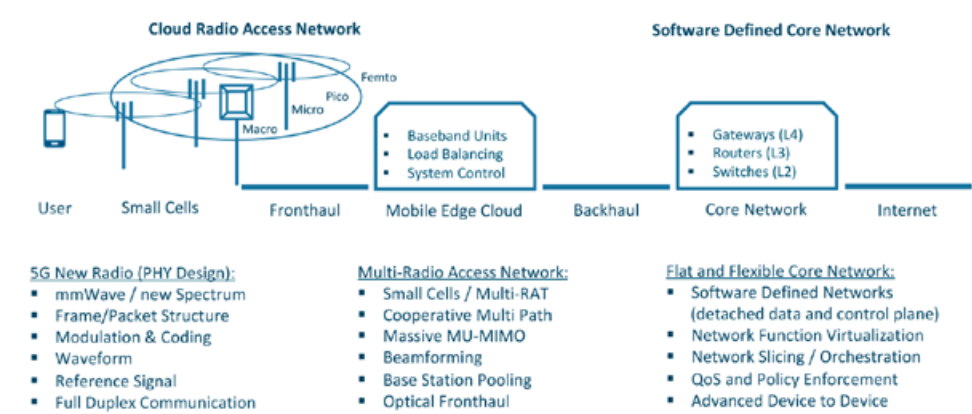 Cloud Radio Access Network
Software Defined Core Network
Femto
Pico
Micro
Macro
▪ Baseband Units
▪ Load Balancing
▪ System Control
▪ Gateways (L4)
▪ Routers (L3)
▪ Switches (L2)
User
Small Cells
Fronthaul
Mobile Edge Cloud
Backhaul
Core Network
Internet
5G New Radio (PHY Design):
▪ mmWave / new Spectrum
▪ Frame/Packet Structure
▪ Modulation & Coding
▪ Waveform
▪ Reference Signal
▪ Full Duplex Communication
Multi-Radio Access Network:
▪ Small Cells / Multi-RAT
▪ Cooperative Multi Path
▪ Massive MU-MIMO
▪ Beamforming
▪ Base Station Pooling
▪ Optical Fronthaul
Flat and Flexible Core Network:
▪ Software Defined Networks
(detached data and control plane)
▪ Network Function Virtualization
▪ Network Slicing / Orchestration
▪ QoS and Policy Enforcement
▪ Advanced Device to Device